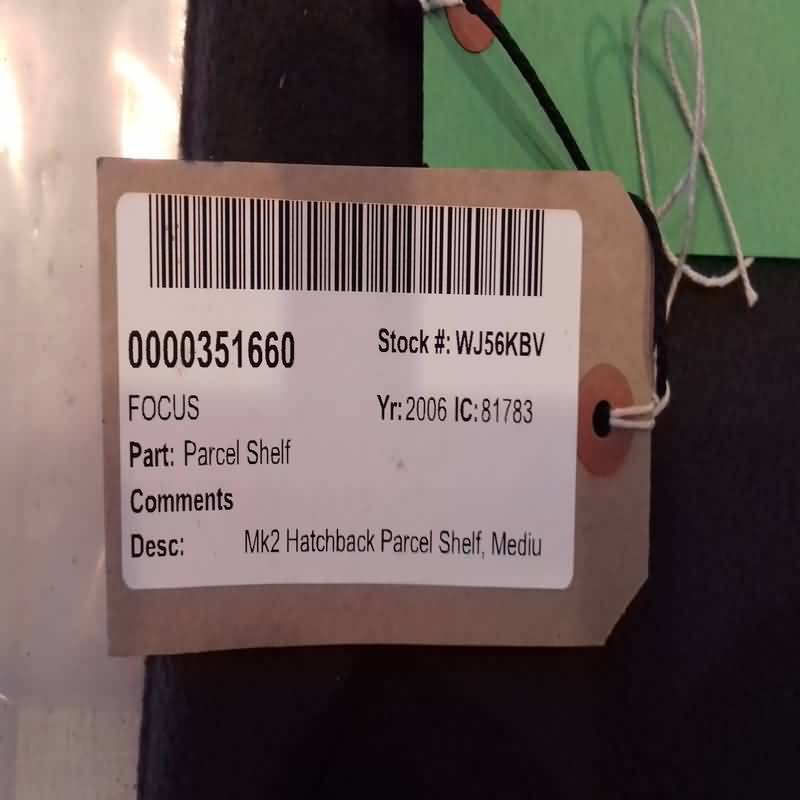 0000351660 Stock #: WJ56KBV
FOCUS Yr: 2006 IC: 81783
Part: Parcel Shelf
Comments
Desc: Mk2 Hatchback Parcel Shelf, Mediu